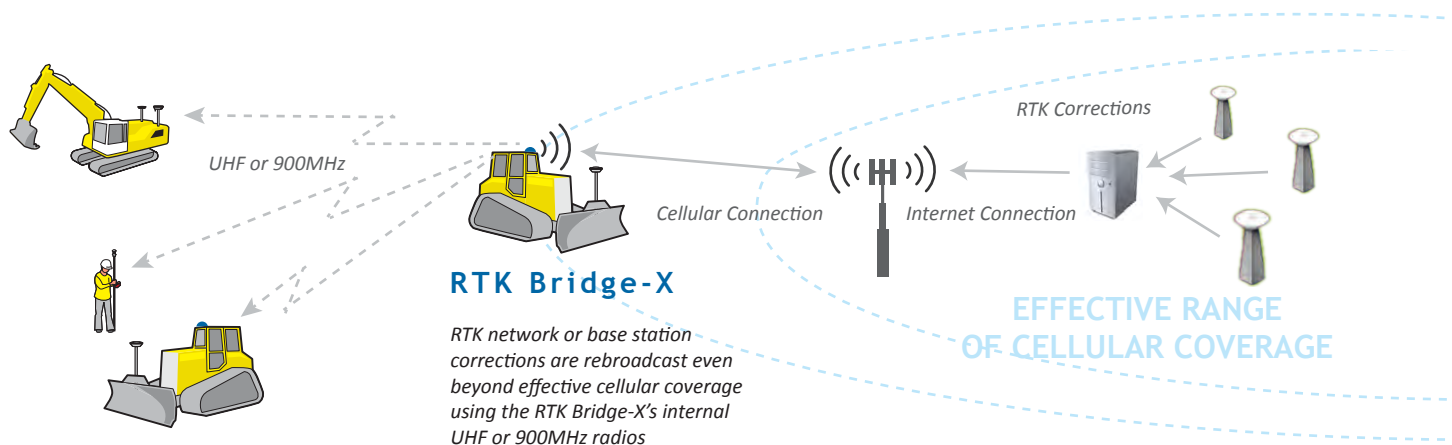 RTK Corrections
UHF or 900MHz
Cellular Connection
Internet Connection
RTK Bridge-X
RTK network or base station
corrections are rebroadcast even
beyond effective cellular coverage
using the RTK Bridge-X's internal
UHF or 900MHz radios
EFFECTIVE RANGE
OF CELLULAR COVERAGE